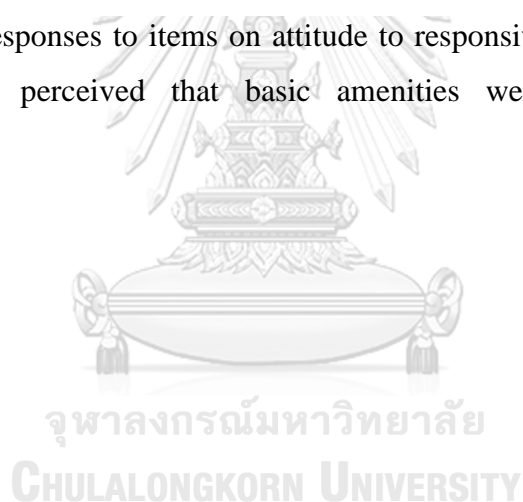 esponses to items on attitude to responsiv
perceived that basic amenities we
จุฬาลงกรณ์มหาวิทยาลัย
CHULALONGKORN UNIVERSITY